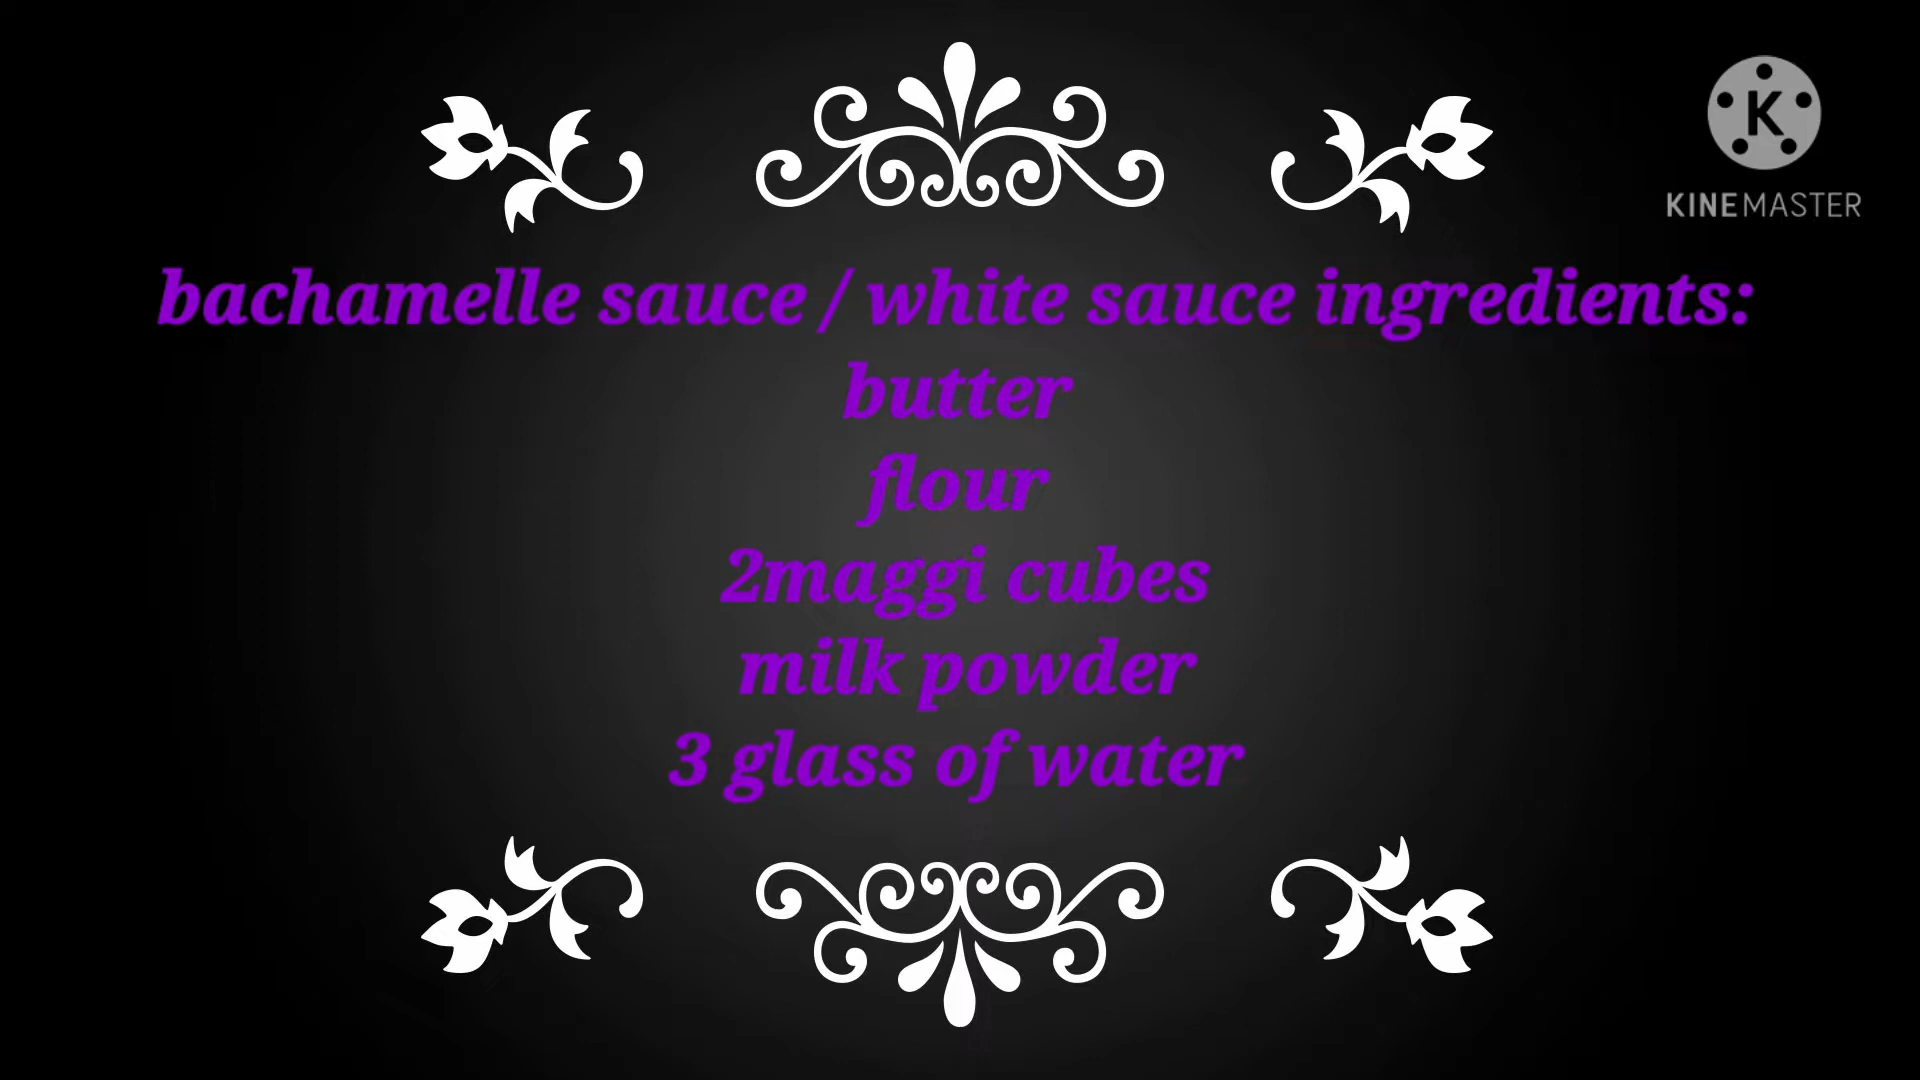 K
KINEMASTER
bachamelle sauce / white sauce ingredients:
butter
flour
2maggi cubes
milk powder
3 glass of water